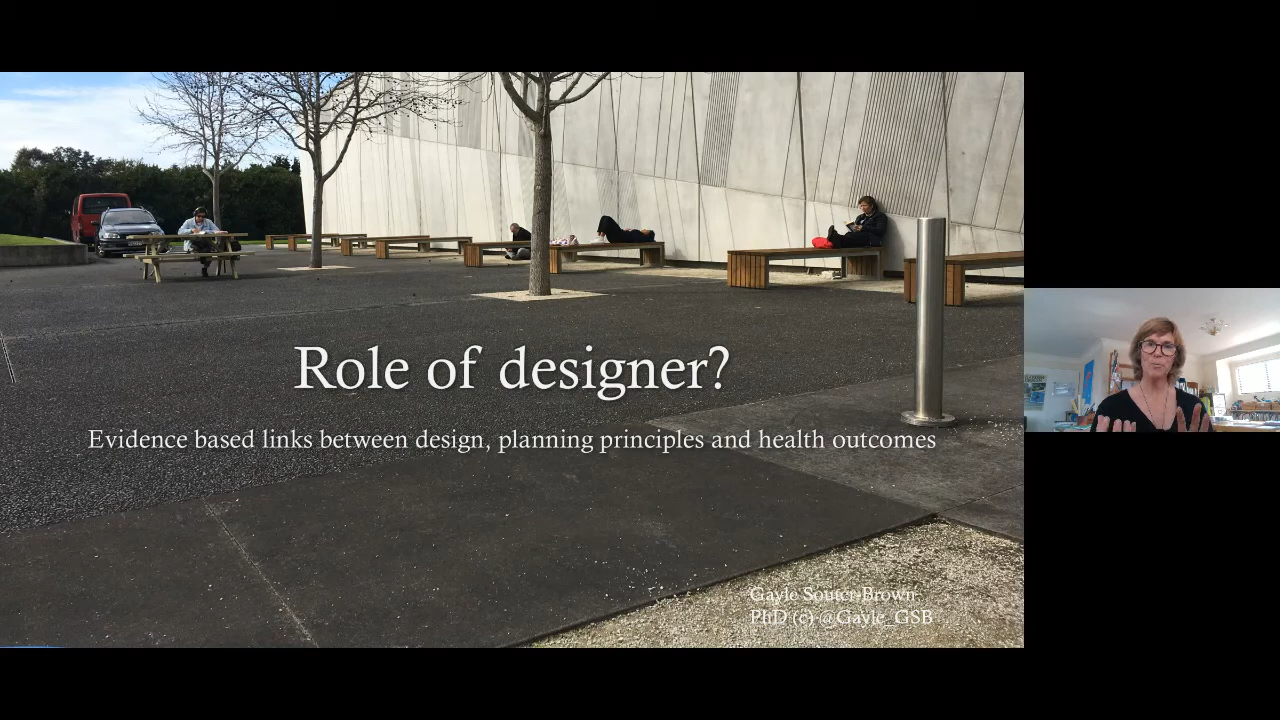 Role of designer?
Evidence based links between design, planning principles and health outcomes
Gayle Souter-Brown
PhD (c) @Gayle_GSB